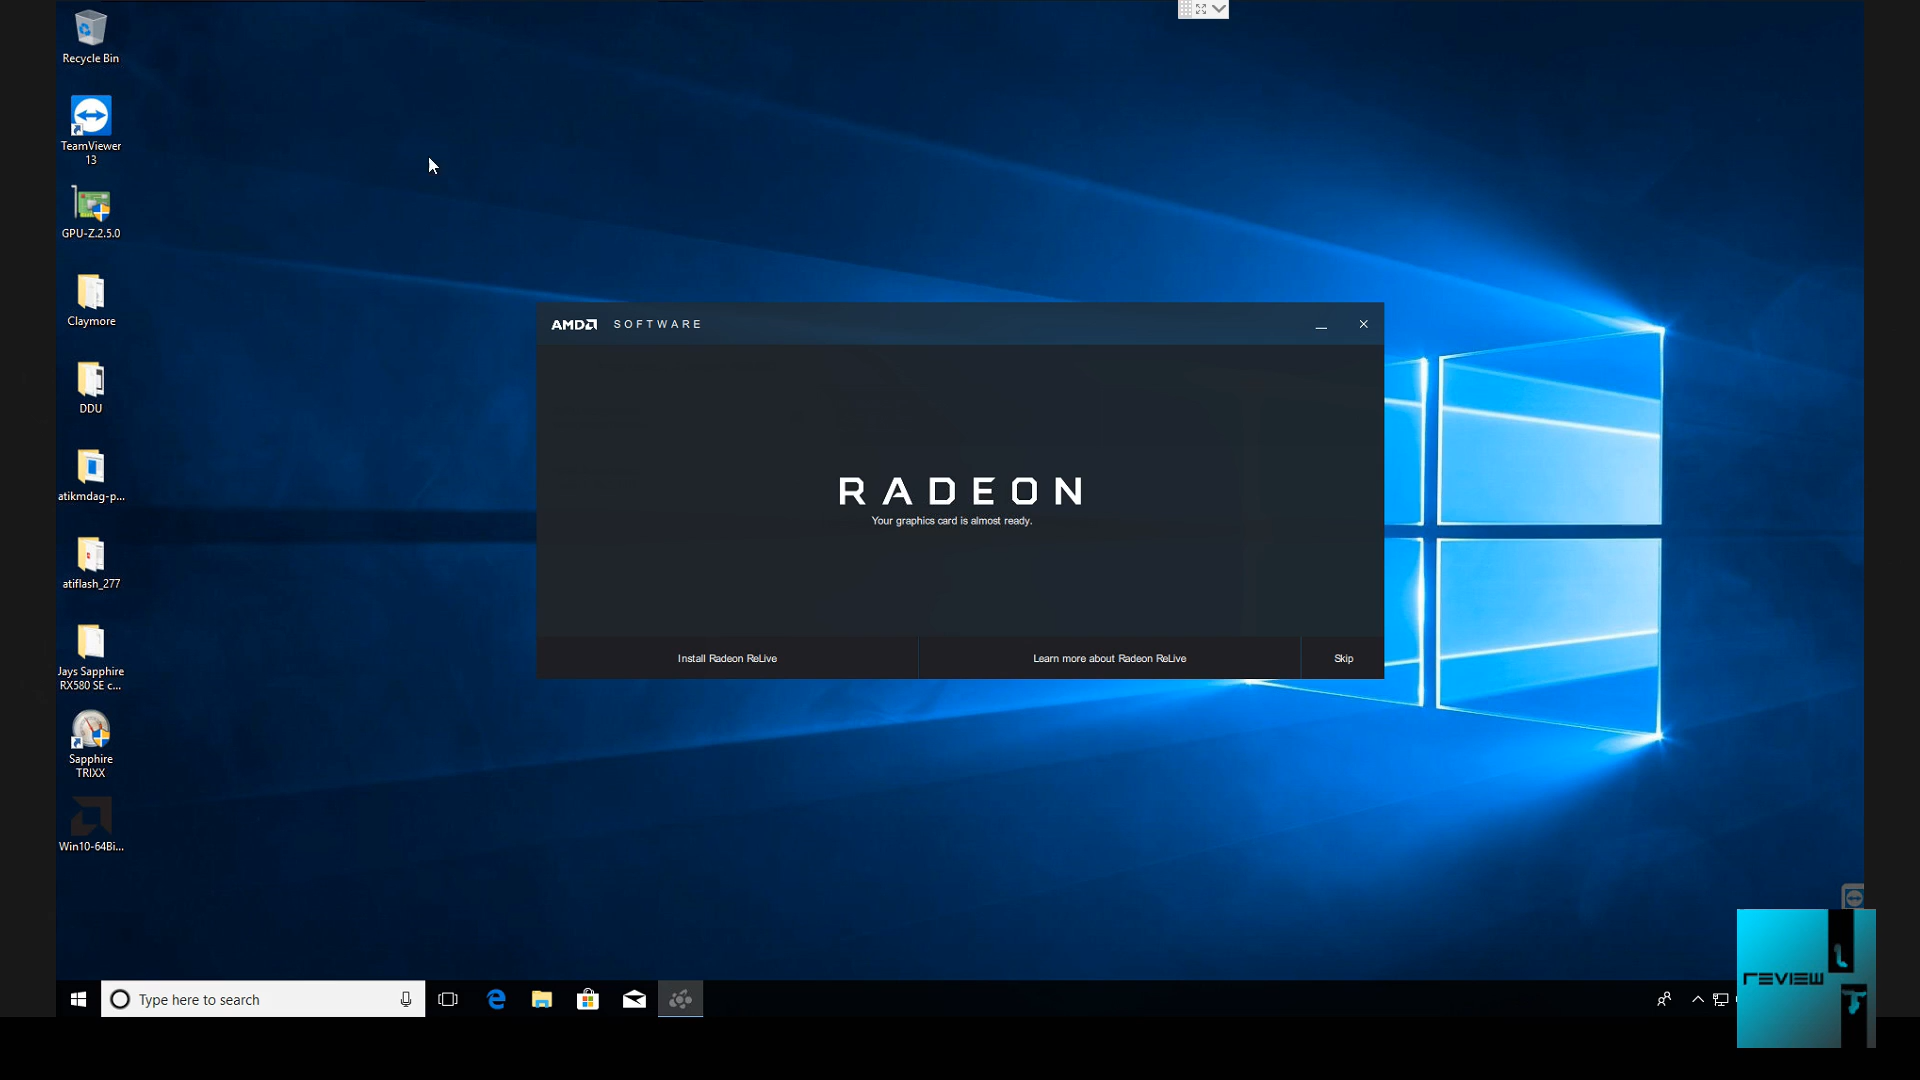 Recycle Bin
TeamViewer
13
GPU-Z.2.5.0
Claymore
DDU
atikmdag-p...
atiflash_277
Jays Sapphire
RX580 SE c...
Sapphire
TRIXX
Win10-64Bi...
AMD SOFTWARE
RADEON
Your graphics card is almost ready.
Install Radeon ReLive
Learn more about Radeon ReLive
Skip
Type here to search
REVIEW